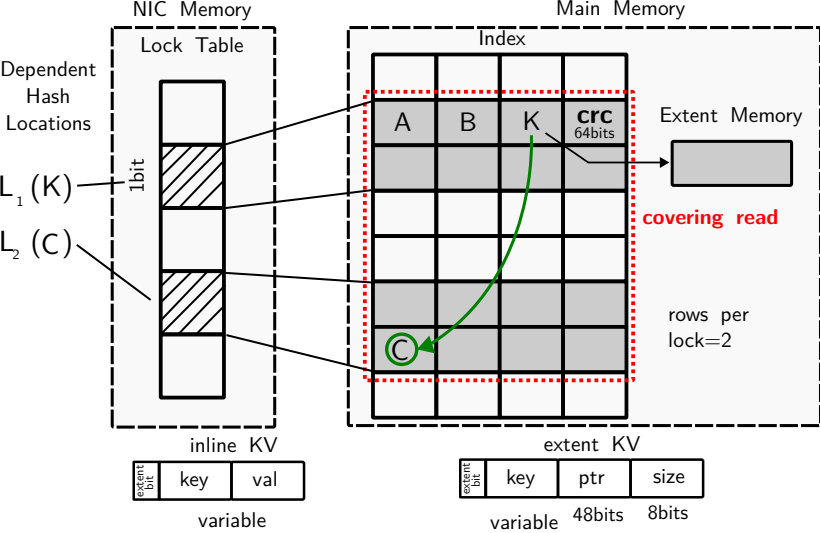 NIC Memory
Main Memory
Lock Table
Index
Dependent
Hash
Locations
A B K crc
64bits
Extent Memory
1bit
L1(K)
covering read
L2(C)
rows per
lock=2
C
inline KV
extent KV
extent
bit
key val
extent
bit
key ptr size
variable
variable 48bits 8bits